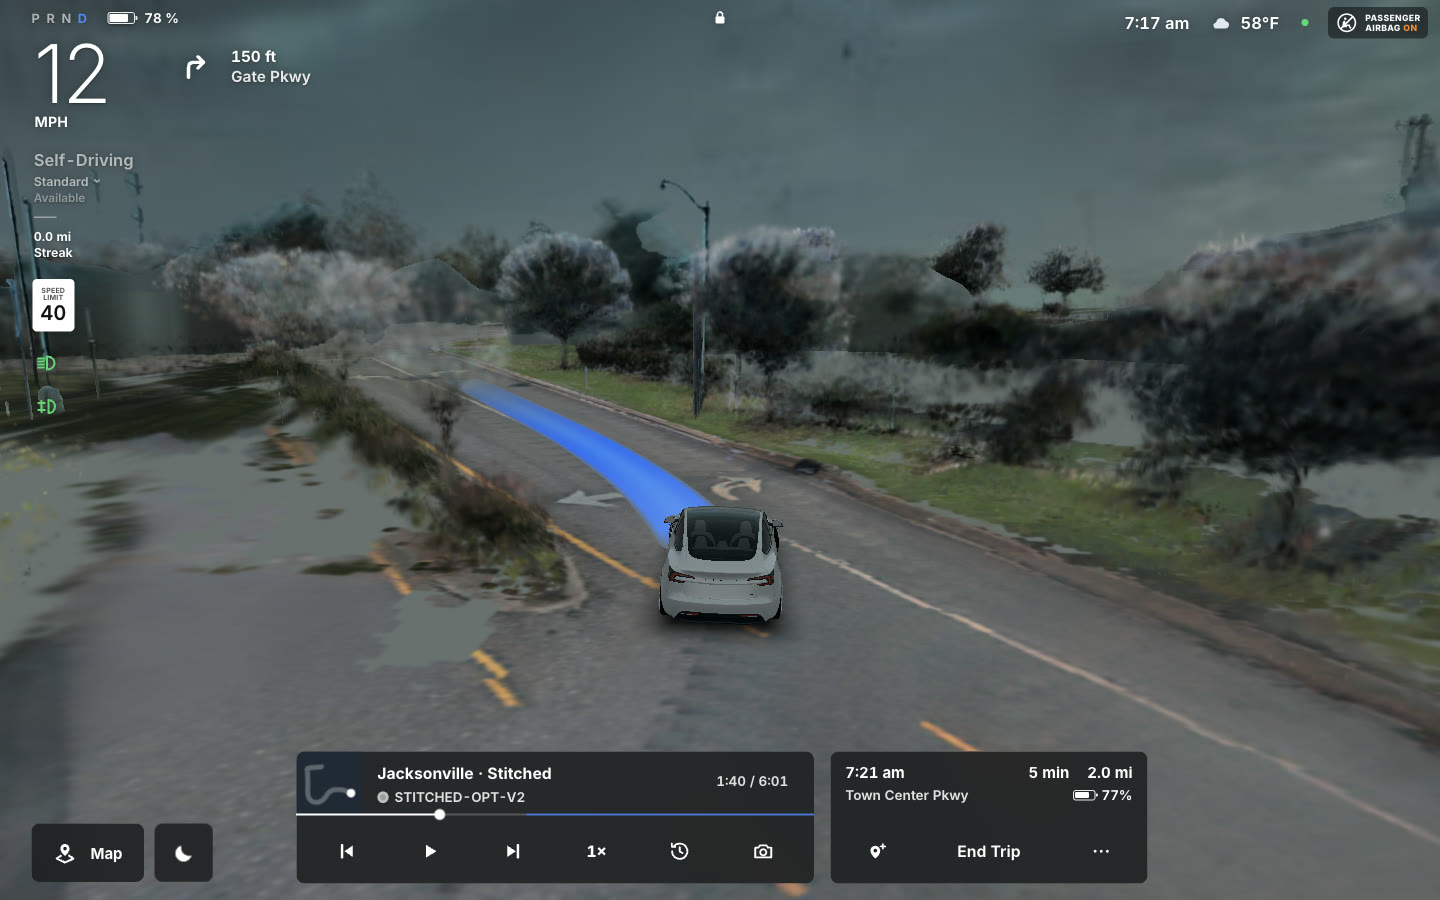 P R N D
78 %
7:17 am
58°F
PASSENGER
AIRBAG ON
12
MPH
150 ft
Gate Pkwy
Self-Driving
Standard
Available
0.0 mi
Streak
SPEED
LIMIT
40
Jacksonville · Stitched
STITCHED-OPT-V2
1:40 / 6:01
1×
7:21 am
5 min
2.0 mi
Town Center Pkwy
77%
Map
End Trip